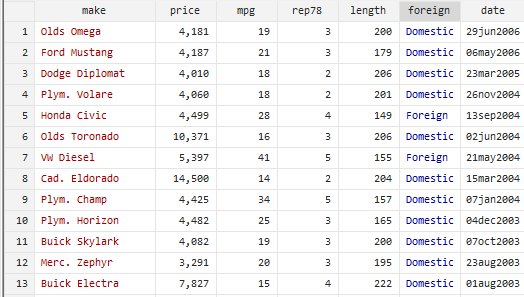 make price mpg rep78 length foreign date
1 Olds Omega 4,181 19 3 200 Domestic 29jun2006
2 Ford Mustang 4,187 21 3 179 Domestic 06may2006
3 Dodge Diplomat 4,010 18 2 206 Domestic 23mar2005
4 Plym. Volare 4,060 18 2 201 Domestic 26nov2004
5 Honda Civic 4,499 28 4 149 Foreign 13sep2004
6 Olds Toronado 10,371 16 3 206 Domestic 02jun2004
7 VW Diesel 5,397 41 5 155 Foreign 21may2004
8 Cad. Eldorado 14,500 14 2 204 Domestic 15mar2004
9 Plym. Champ 4,425 34 5 157 Domestic 07jan2004
10 Plym. Horizon 4,482 25 3 165 Domestic 04dec2003
11 Buick Skylark 4,082 19 3 200 Domestic 07oct2003
12 Merc. Zephyr 3,291 20 3 195 Domestic 23aug2003
13 Buick Electra 7,827 15 4 222 Domestic 01aug2003